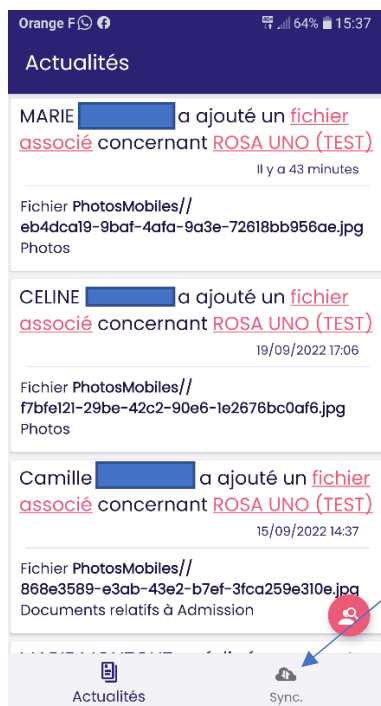 Orange F 64% 15:37
Actualités
MARIE a ajouté un fichier
associé concernant ROSA UNO (TEST)
Il y a 43 minutes
Fichier PhotosMobiles//
eb4dca19-9baf-4afa-9a3e-72618bb956ae.jpg
Photos
CELINE a ajouté un fichier
associé concernant ROSA UNO (TEST)
19/09/2022 17:06
Fichier PhotosMobiles//
f7bfe121-29be-42c2-90e6-1e2676bc0af6.jpg
Photos
Camille a ajouté un fichier
associé concernant ROSA UNO (TEST)
15/09/2022 14:37
Fichier PhotosMobiles//
868e3589-e3ab-43e2-b7ef-3fca259e310e.jpg
Documents relatifs à Admission
Actualités
Sync.